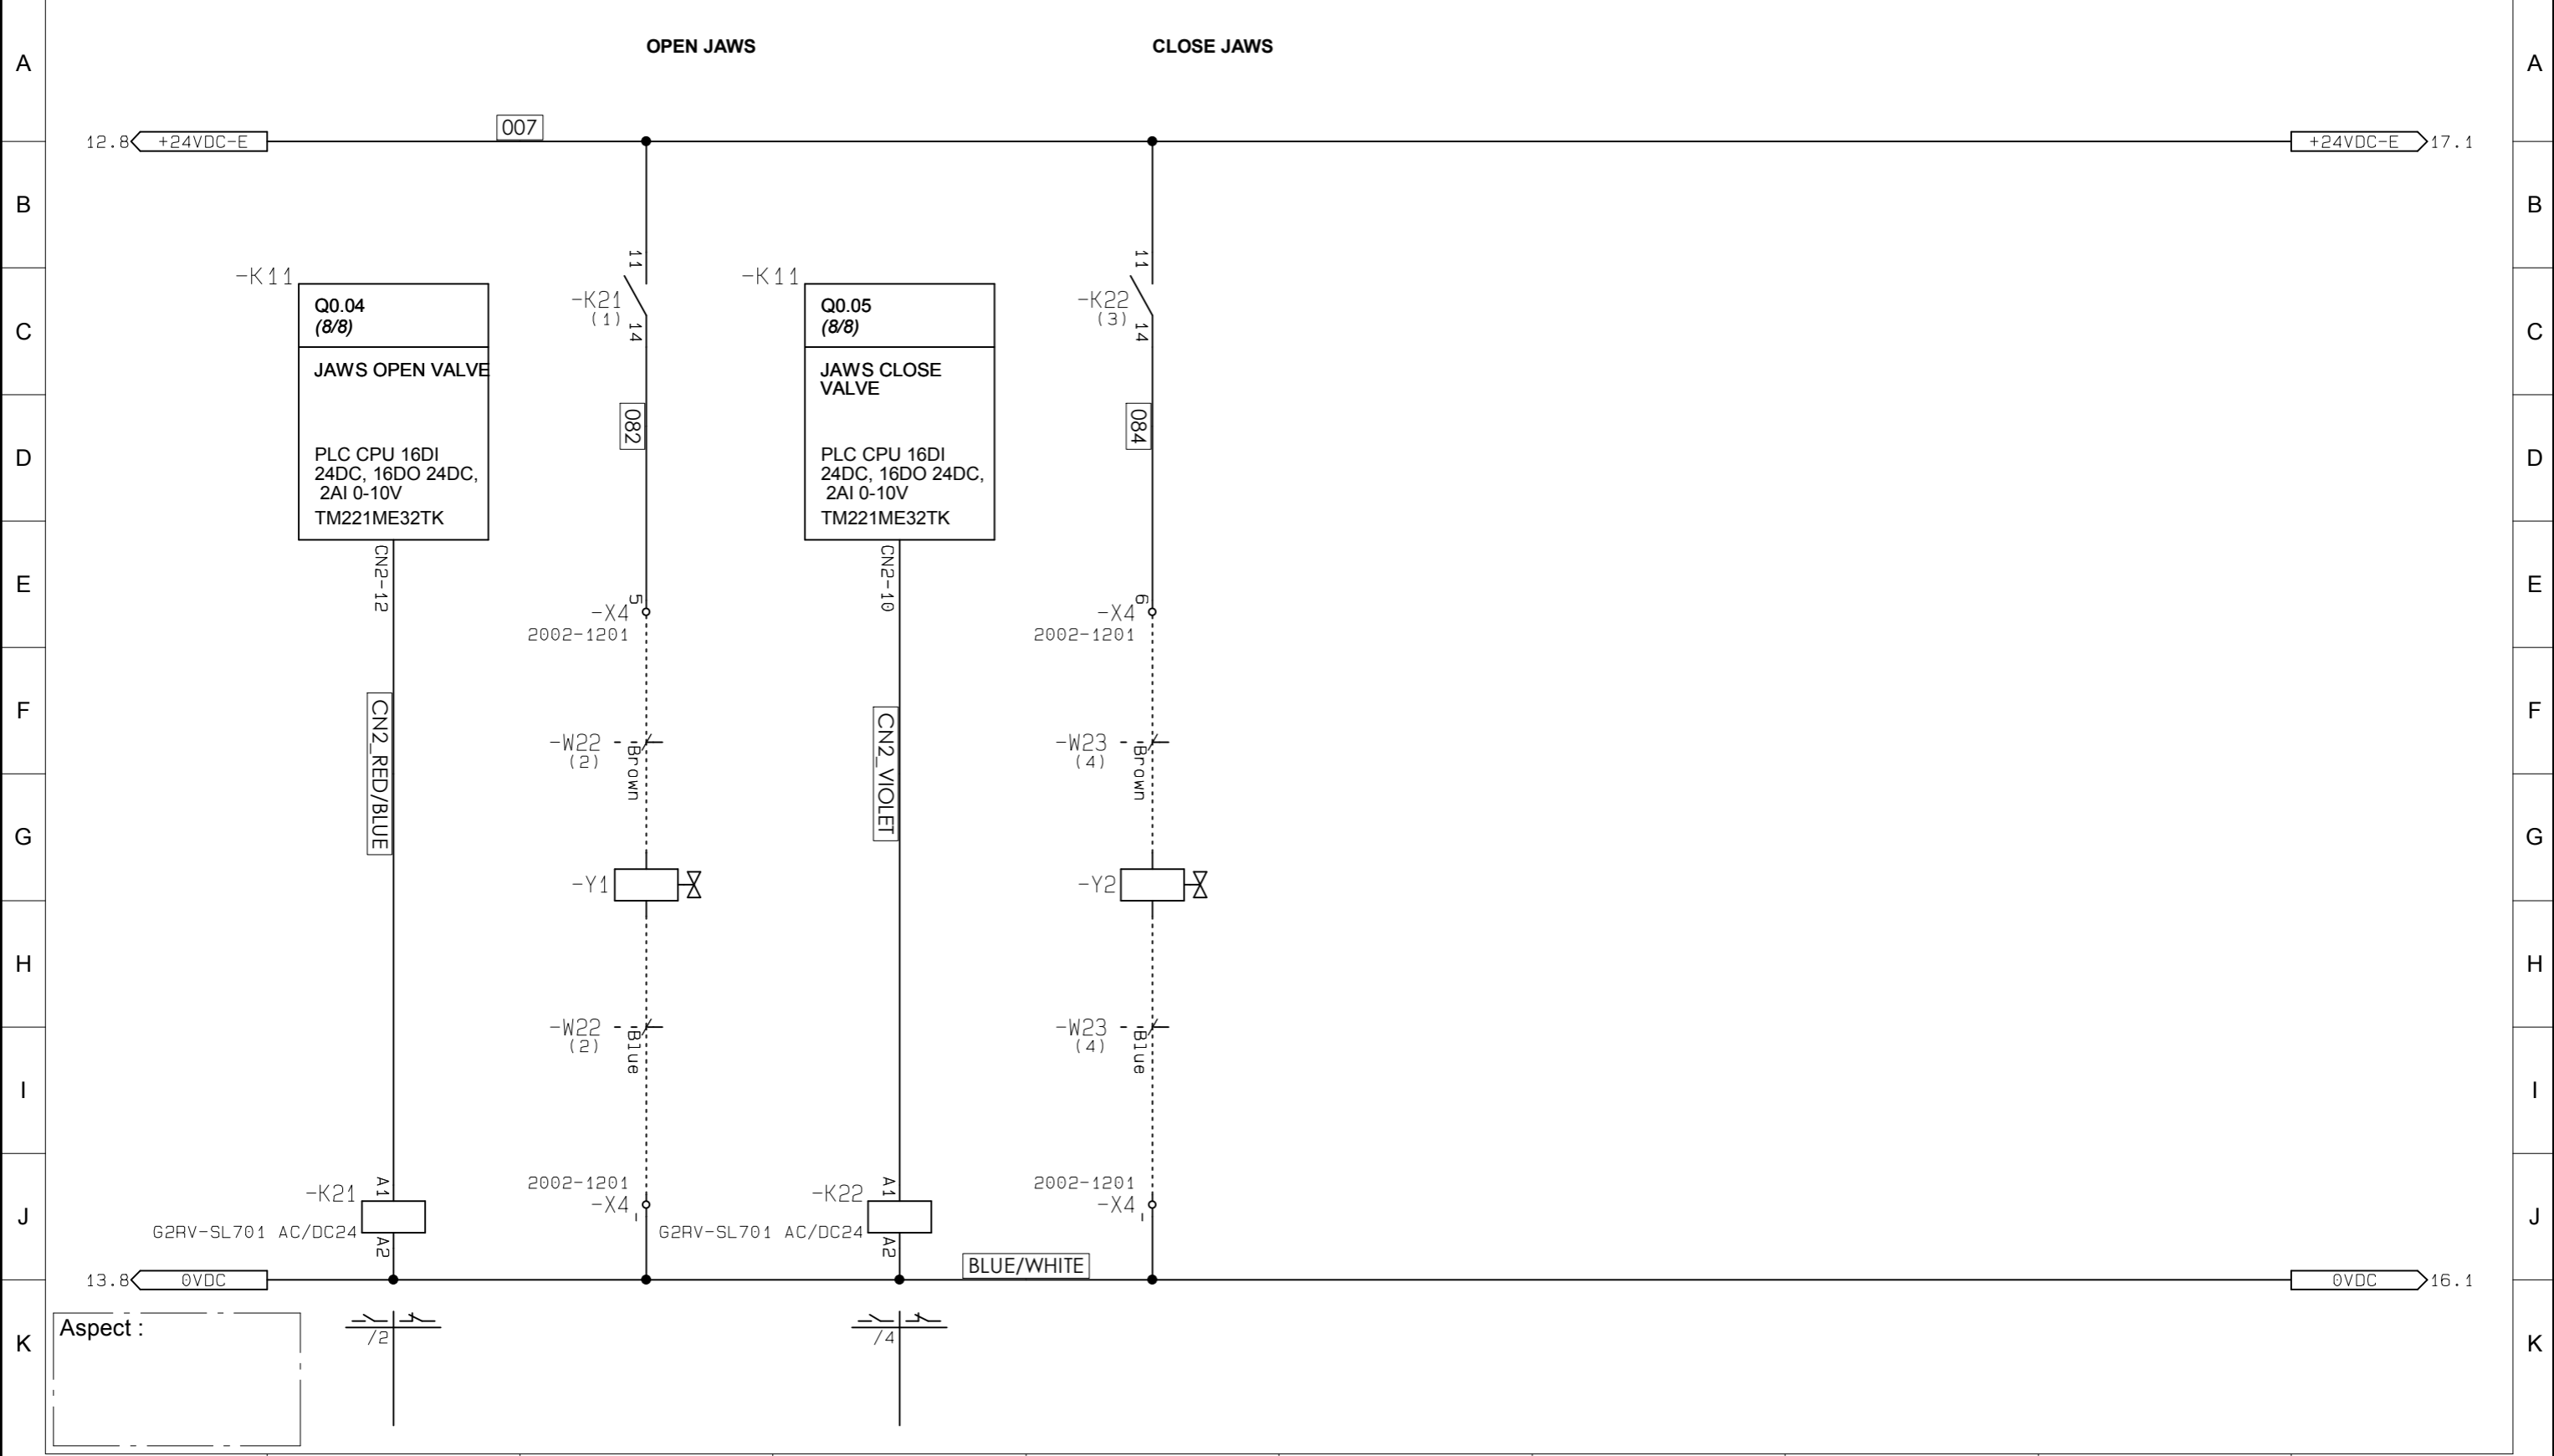 OPEN JAWS
CLOSE JAWS
A
A
007
12.8 +24VDC-E
+24VDC-E 17.1
B
B
11
11
-K11
-K21
(1)
14
-K11
-K22
(3)
14
Q0.04
(8/8)
JAWS OPEN VALVE
PLC CPU 16DI
24DC, 16DO 24DC,
2AI 0-10V
TM221ME32TK
Q0.05
(8/8)
JAWS CLOSE
VALVE
PLC CPU 16DI
24DC, 16DO 24DC,
2AI 0-10V
TM221ME32TK
C
C
082
084
D
D
CN2-12
5
-X4
2002-1201
CN2-10
6
-X4
2002-1201
E
E
CN2_RED/BLUE
-W22
(2)
Brown
CN2_VIOLET
-W23
(4)
Brown
F
F
G
G
-Y1
-Y2
H
H
-W22
(2)
Blue
-W23
(4)
Blue
I
I
A1
-K21
G2RV-SL701 AC/DC24
A2
2002-1201
-X4
-
A1
-K22
G2RV-SL701 AC/DC24
A2
2002-1201
-X4
-
J
J
BLUE/WHITE
13.8 0VDC
0VDC 16.1
Aspect :
/2
/4
K
K